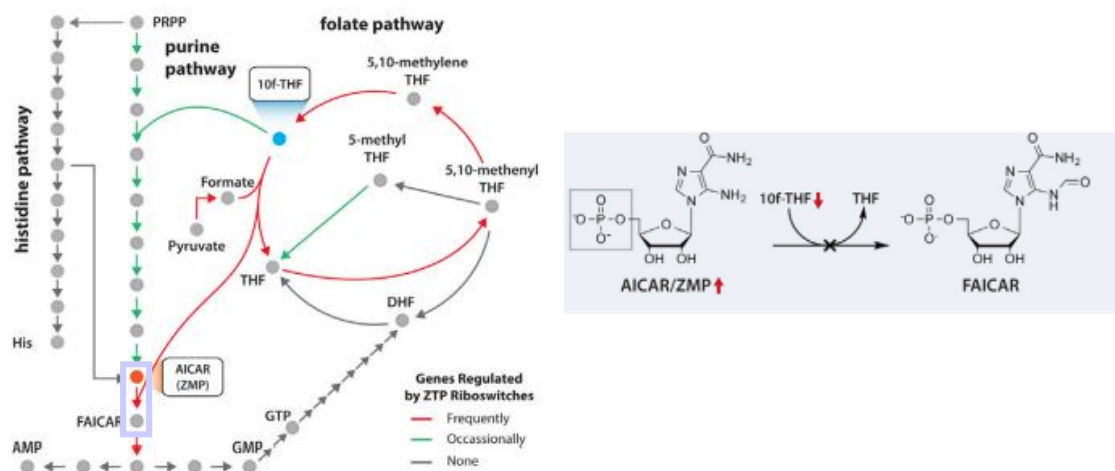 PRPP
folate pathway
purine
pathway
10f-THF
5,10-methylene
THF
5-methyl
THF
5,10-methenyl
THF
histidine pathway
Formate
Pyruvate
THF
DHF
His
AICAR
(ZMP)
FAICAR
GTP
AMP
GMP
Genes Regulated
by ZTP Riboswitches
Frequently
Occassionally
None
O
NH2
N
N
NH2
O
-O P O
O-
O
OH OH
AICAR/ZMP
10f-THF
THF
O
NH2
N
N
N
H
O
O
-O P O
O-
O
OH OH
FAICAR